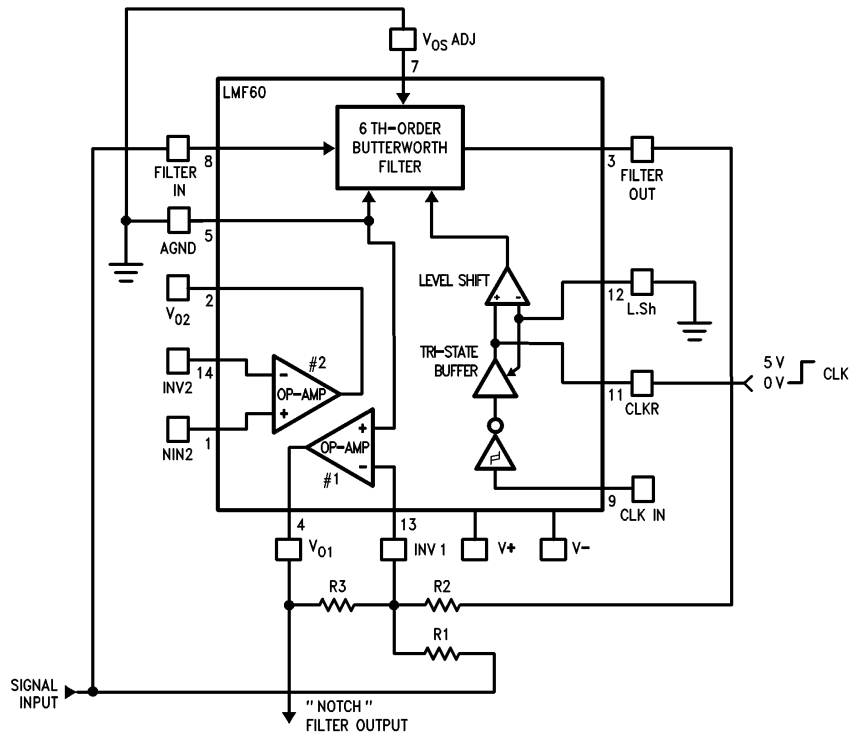 V_OS ADJ
7
LMF60
6 TH-ORDER
BUTTERWORTH
FILTER
8
FILTER
IN
3
FILTER
OUT
5
AGND
2
V_O2
LEVEL SHIFT
+ -
12
L.Sh
INV2
14
#2
-
OP-AMP
+
NIN2
1
TRI-STATE
BUFFER
5 V
0 V
CLK
11
CLKR
+
OP-AMP
-
#1
9
CLK IN
4
V_O1
13
INV 1
V+
V-
R3
R2
R1
SIGNAL
INPUT
"NOTCH"
FILTER OUTPUT